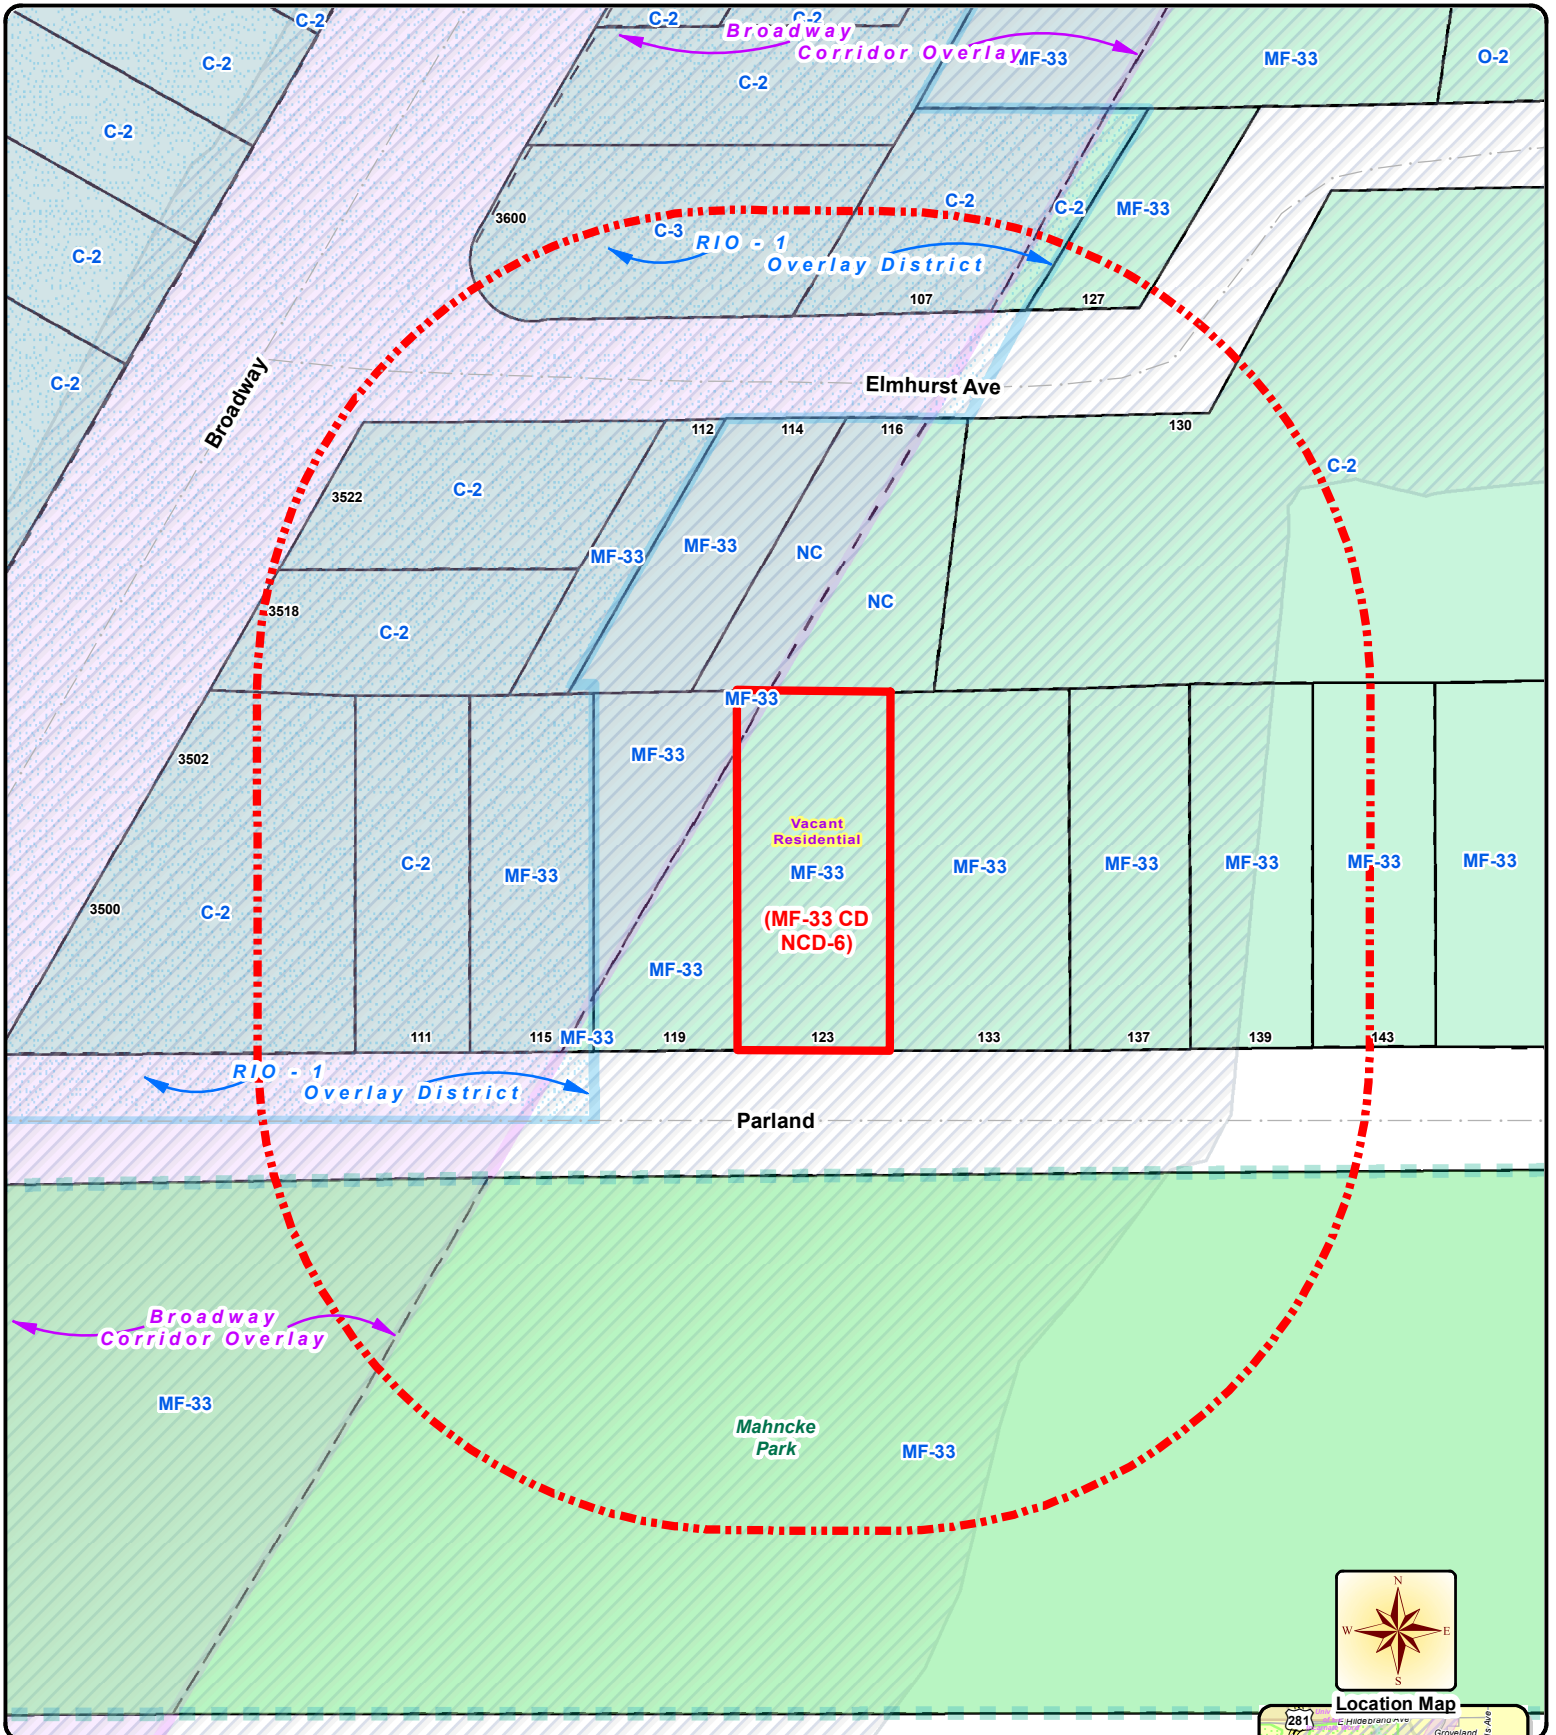 C-2
C-2
C-2
Broadway
Corridor Overlay
C-2
MF-33
MF-33
O-2
C-2
C-2
C-2
C-2
C-2
MF-33
3600
C-3
RIO - 1
Overlay District
C-2
107
127
C-2
Broadway
Elmhurst Ave
112
114
116
130
C-2
C-2
3522
MF-33
MF-33
NC
NC
3518
C-2
MF-33
MF-33
3502
Vacant
Residential
C-2
MF-33
MF-33
MF-33
MF-33
MF-33
MF-33
MF-33
3500
C-2
(MF-33 CD
NCD-6)
MF-33
111
115
MF-33
119
123
133
137
139
143
RIO - 1
Overlay District
Parland
Broadway
Corridor Overlay
MF-33
Mahncke
Park
MF-33
N
W
E
S
Location Map
281
E Hildebrand Ave
Groveland